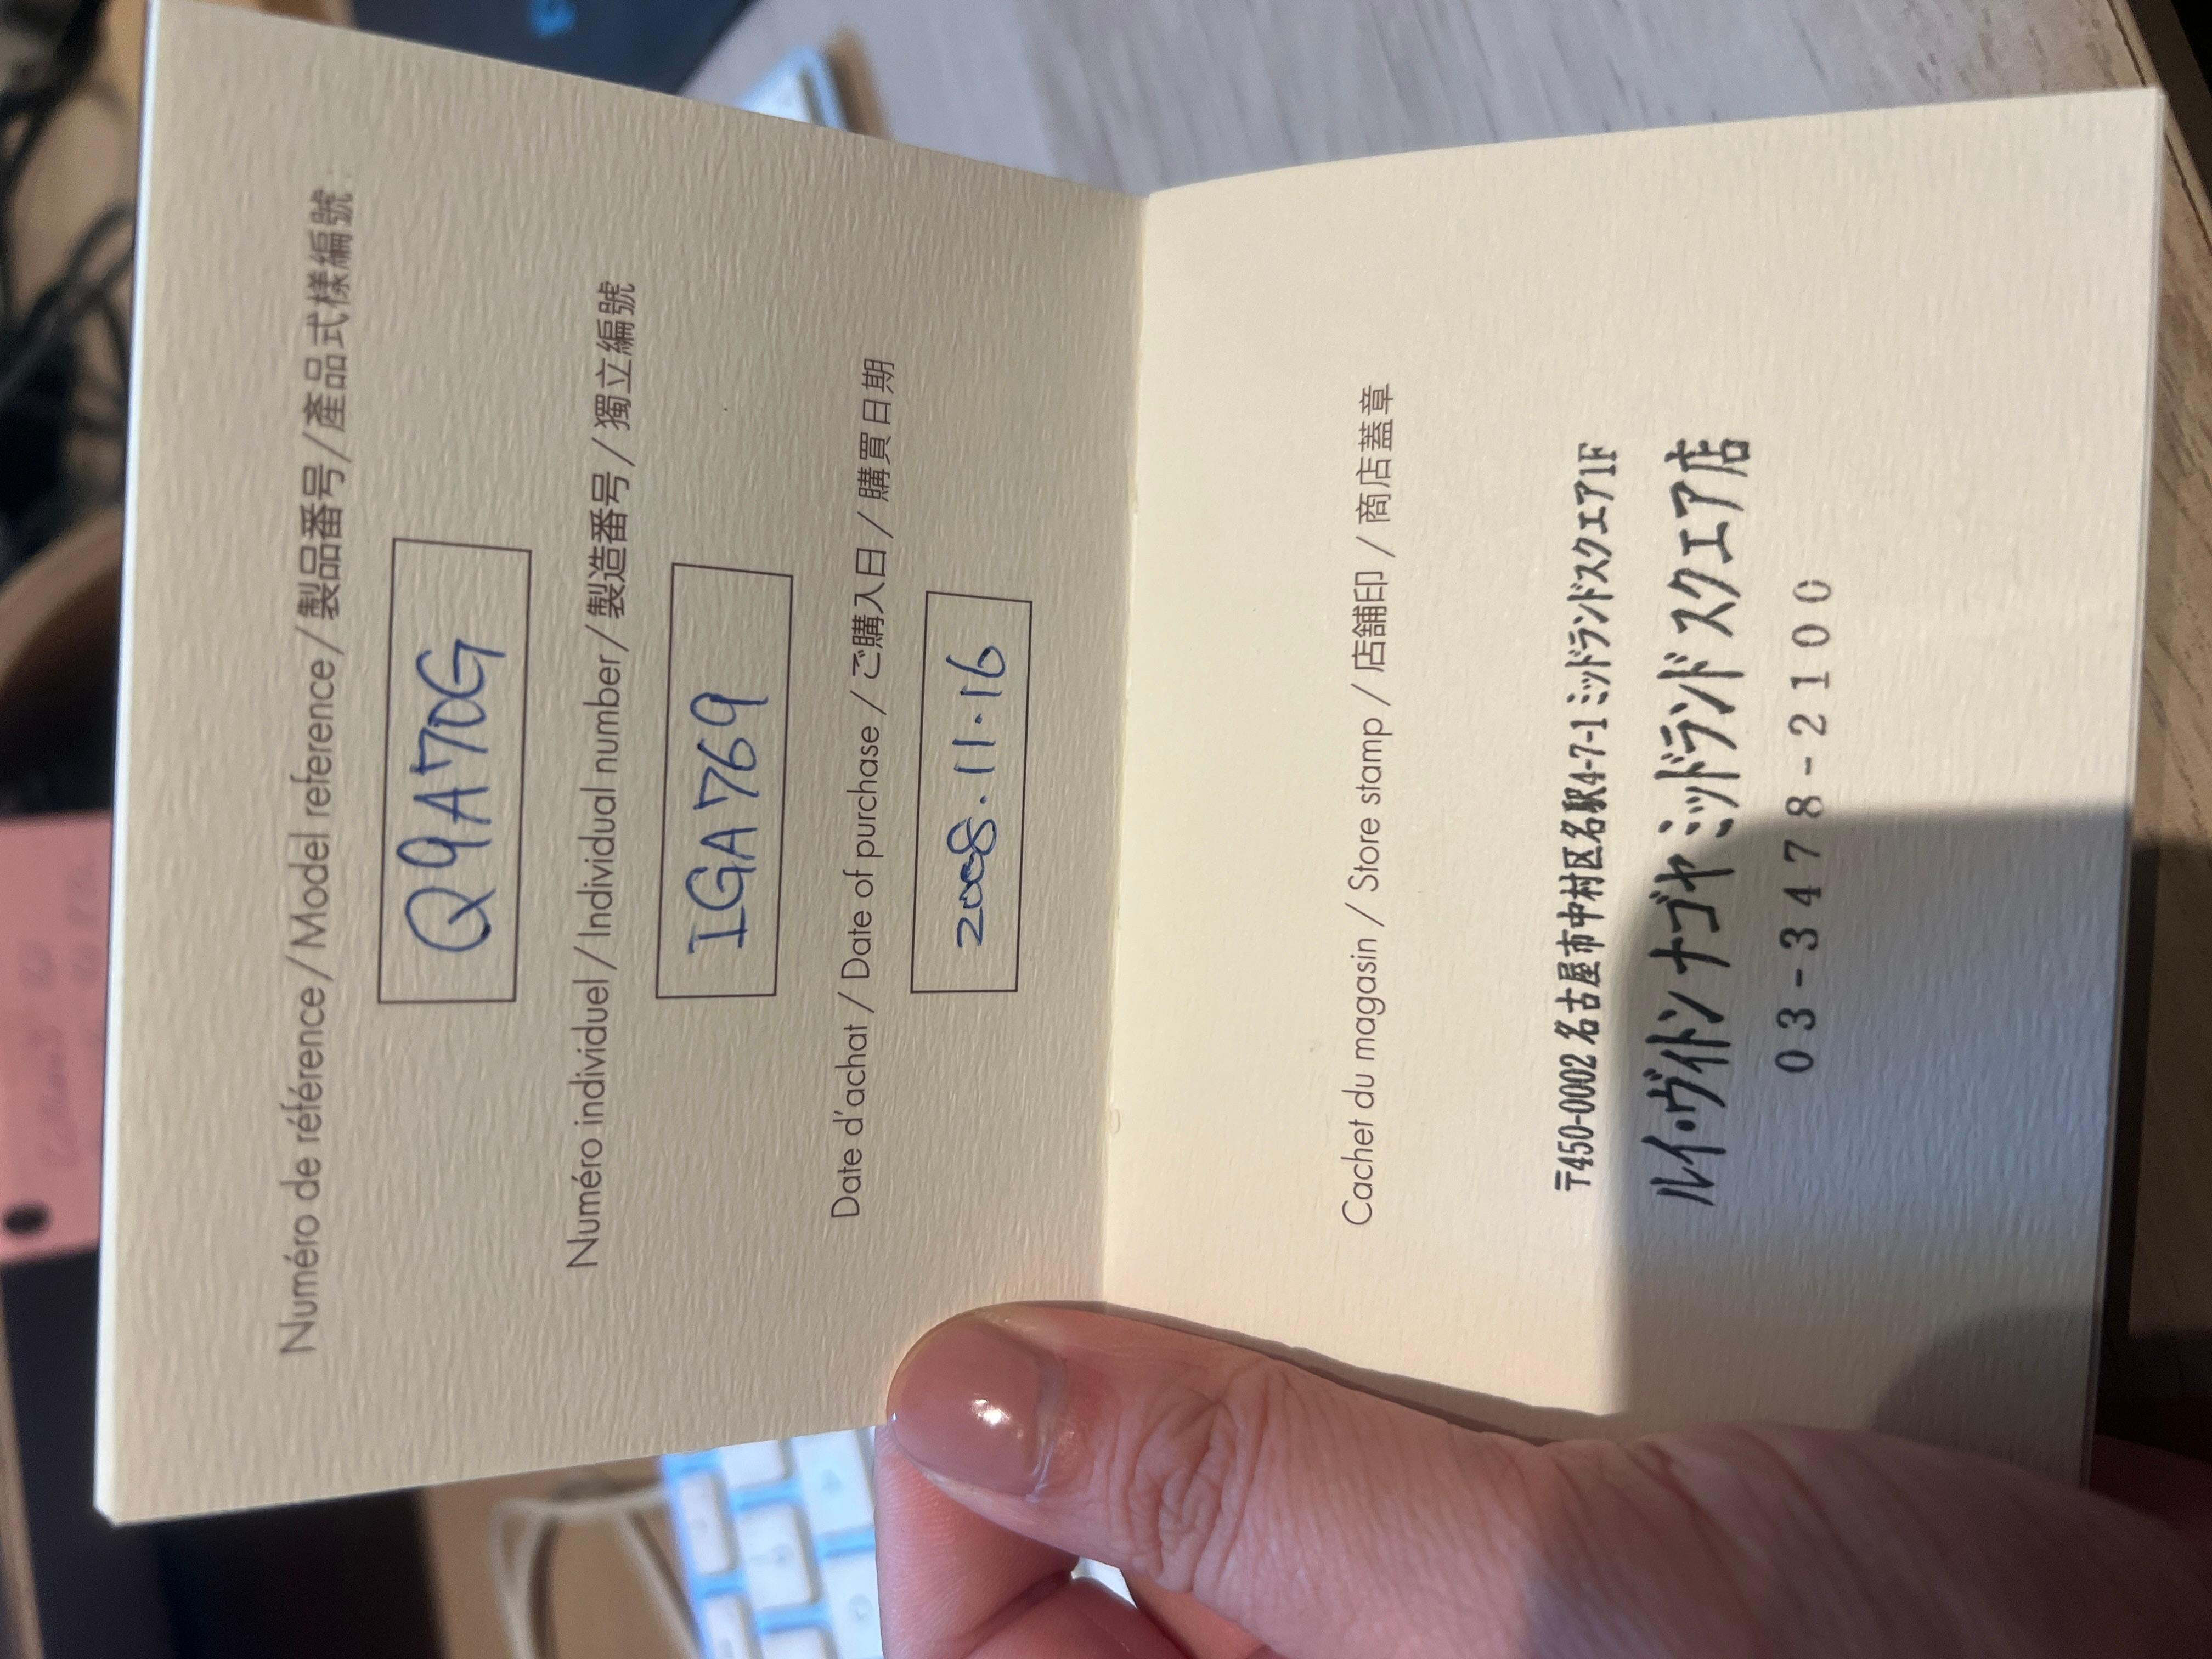 Numéro de référence / Model reference / 製品番号 / 產品式樣編號
Q9A70G
Numéro individuel / Individual number / 製造番号 / 獨立編號
IGA769
Date d'achat / Date of purchase / ご購入日 / 購買日期
2008.11.16
Cachet du magasin / Store stamp / 店舗印 / 商店蓋章
〒450-0002 名古屋市中村区名駅4-7-1 ミッドランドスクエア1F
ルイ・ヴィトン ナゴヤ ミッドランド スクエア店
03-3478-2100